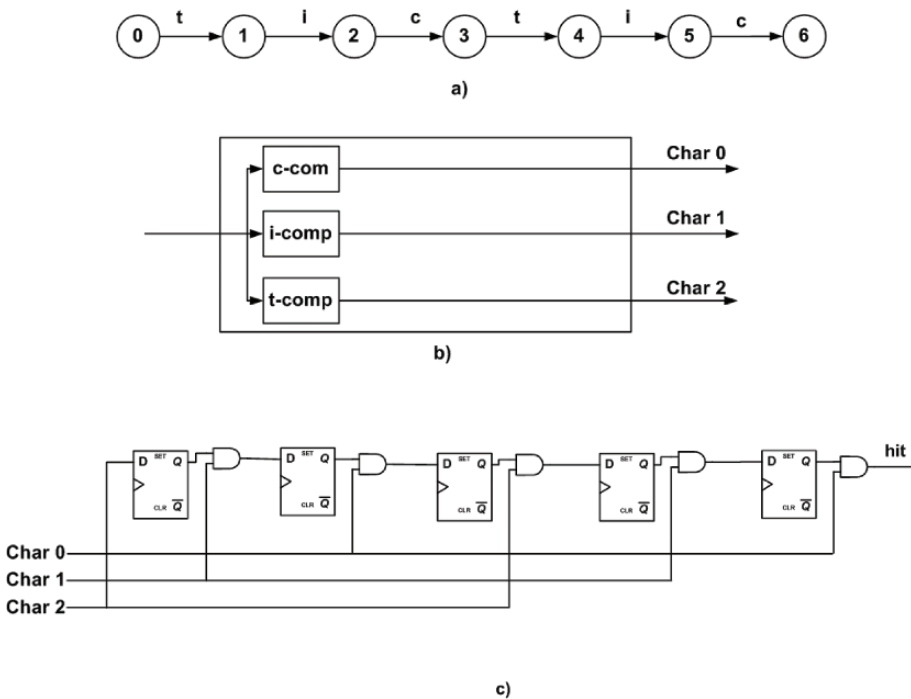 t i c t i c
0 1 2 3 4 5 6
a)
c-com Char 0
i-comp Char 1
t-comp Char 2
b)
hit
D SET Q D SET Q D SET Q D SET Q D SET Q
CLR Q̅ CLR Q̅ CLR Q̅ CLR Q̅ CLR Q̅
Char 0
Char 1
Char 2
c)